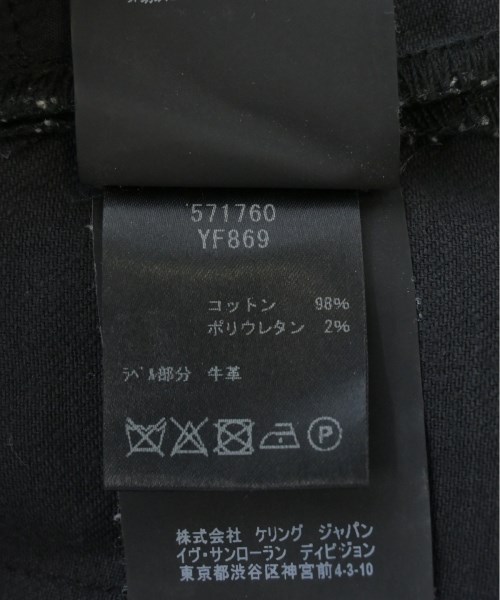 571760
YF869
コットン 98%
ポリウレタン 2%
ラベル部分 牛革
P
株式会社 ケリング ジャパン
イヴ・サンローラン ディビジョン
東京都渋谷区神宮前4-3-10